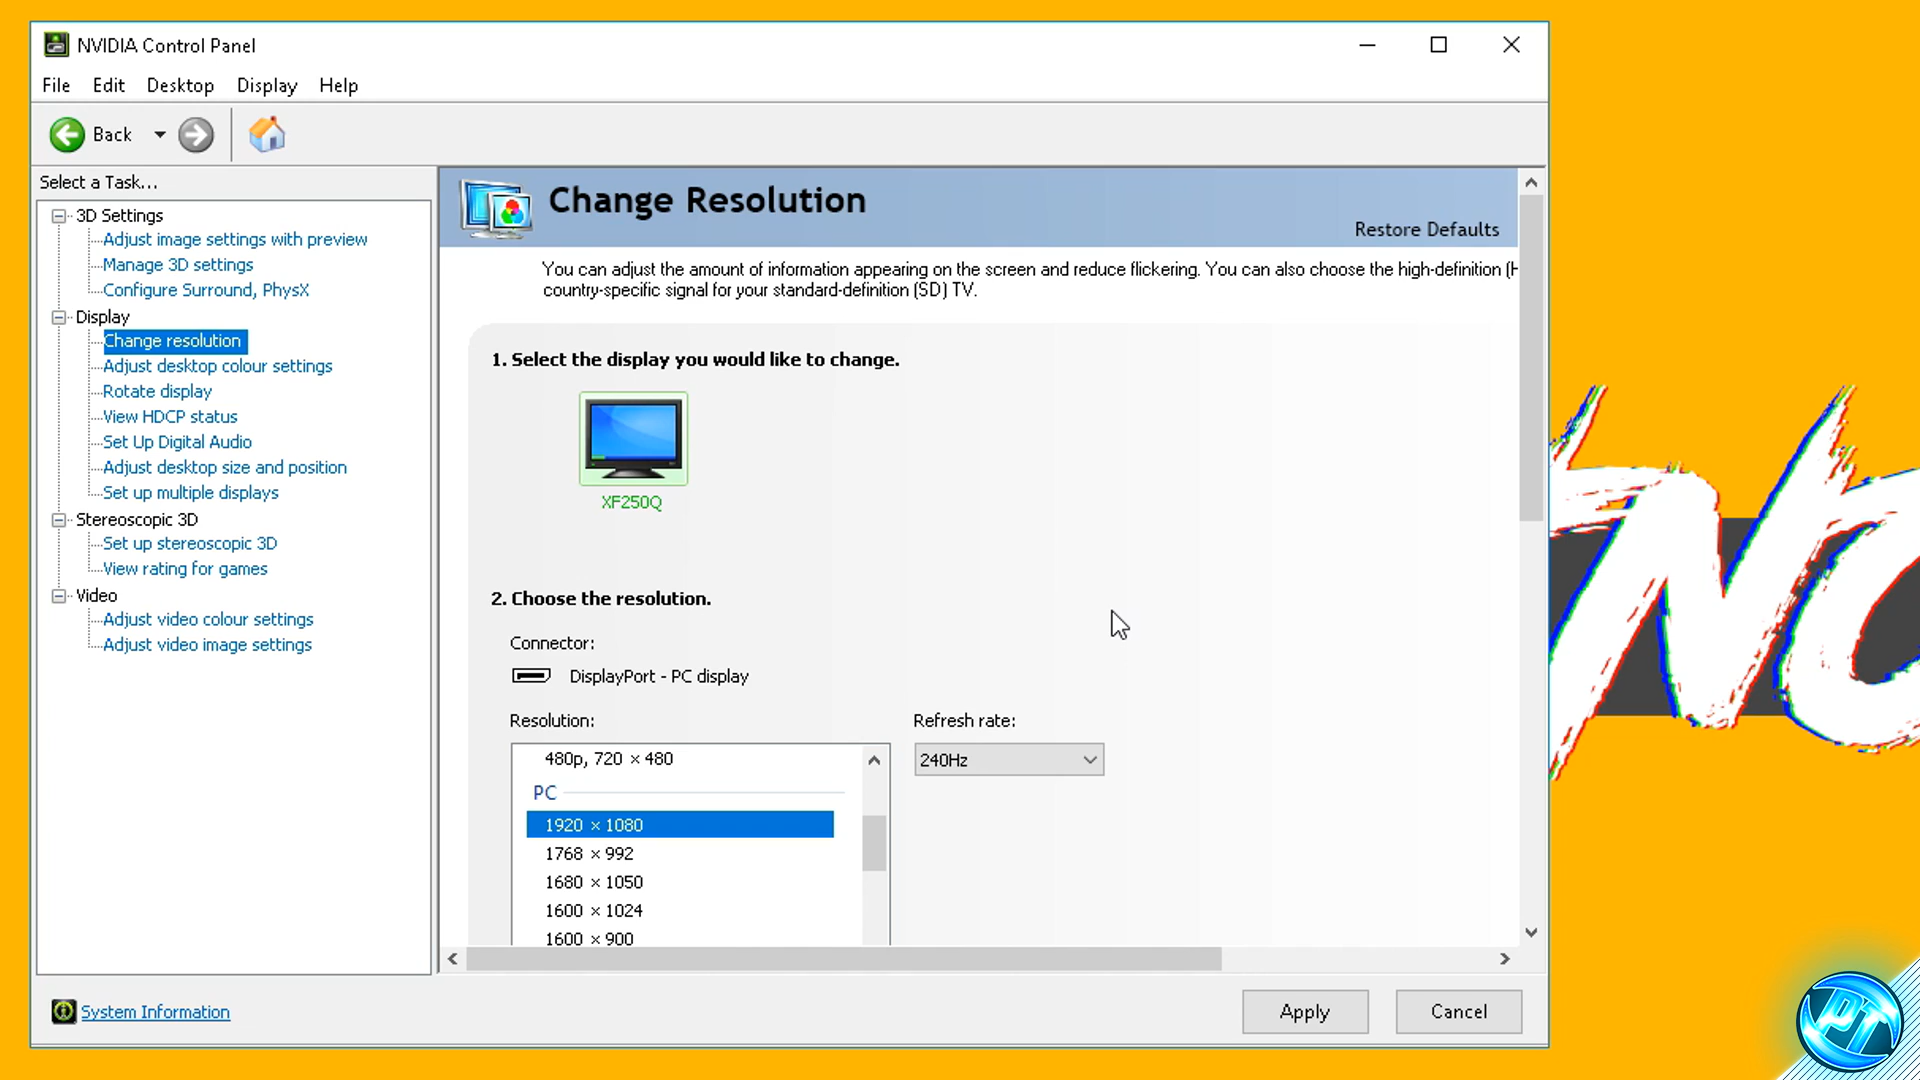 NVIDIA Control Panel
File Edit Desktop Display Help
Back
Select a Task...
3D Settings
Adjust image settings with preview
Manage 3D settings
Configure Surround, PhysX
Display
Change resolution
Adjust desktop colour settings
Rotate display
View HDCP status
Set Up Digital Audio
Adjust desktop size and position
Set up multiple displays
Stereoscopic 3D
Set up stereoscopic 3D
View rating for games
Video
Adjust video colour settings
Adjust video image settings
System Information
Change Resolution
Restore Defaults
You can adjust the amount of information appearing on the screen and reduce flickering. You can also choose the high-definition (H
country-specific signal for your standard-definition (SD) TV.
1. Select the display you would like to change.
XF250Q
2. Choose the resolution.
Connector:
DisplayPort - PC display
Resolution:
Refresh rate:
480p, 720 × 480
240Hz
PC
1920 × 1080
1768 × 992
1680 × 1050
1600 × 1024
1600 × 900
Apply
Cancel
PT